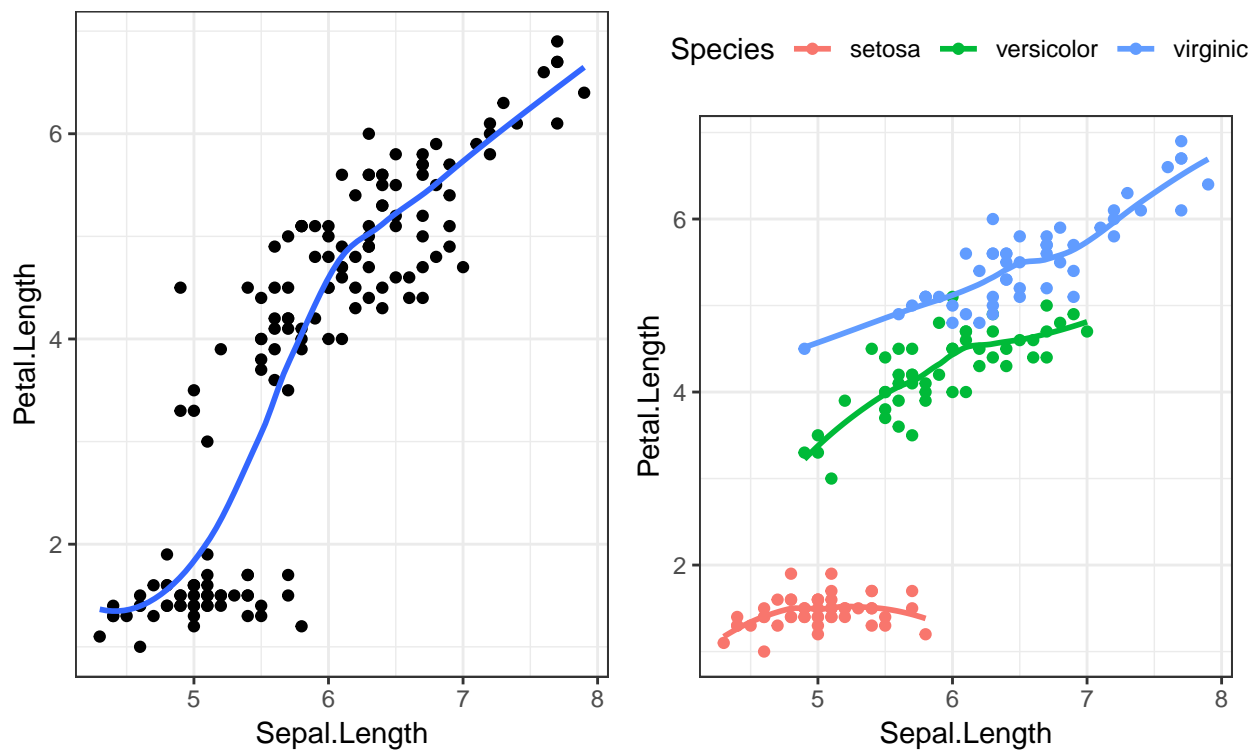 6
4
2
Petal.Length
5 6 7 8
Sepal.Length
Species setosa versicolor virginic
6
4
2
Petal.Length
5 6 7 8
Sepal.Length